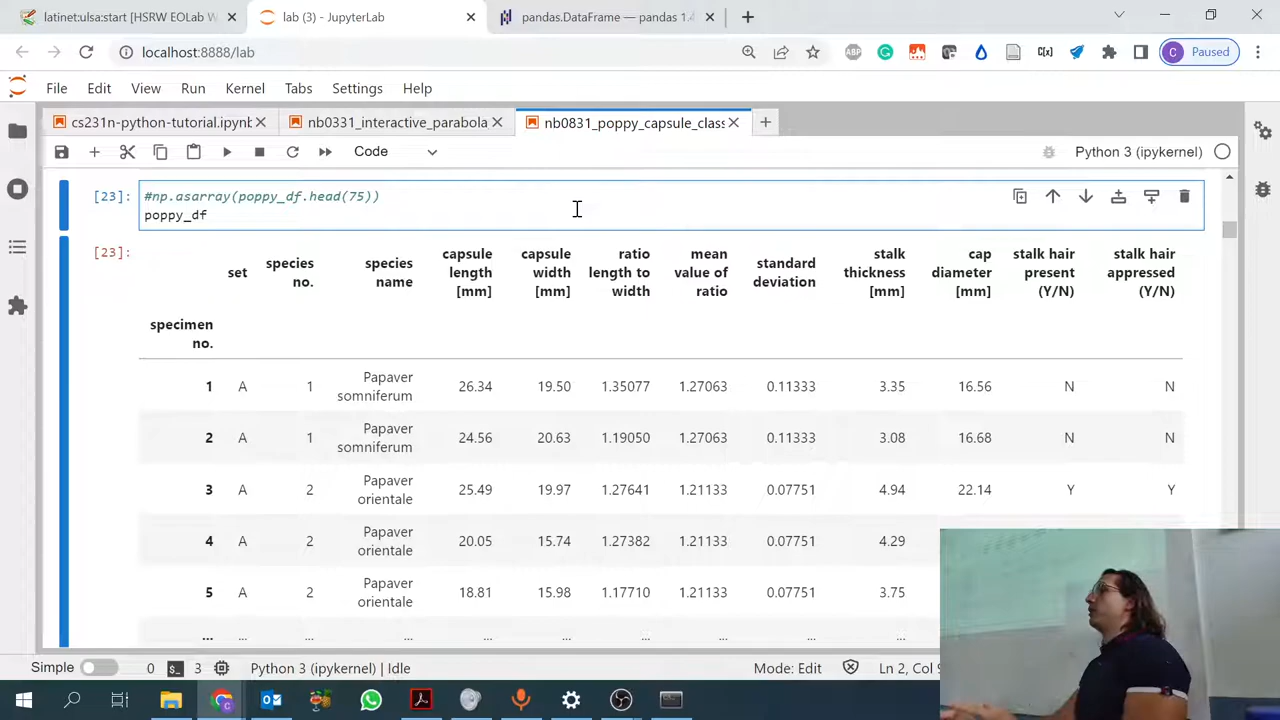 latinet:ulsa:start [HSRW EOLab W
lab (3) - JupyterLab
pandas.DataFrame — pandas 1.4
localhost:8888/lab
ABP
C[x]
C Paused
File Edit View Run Kernel Tabs Settings Help
cs231n-python-tutorial.ipynb
nb0331_interactive_parabola
nb0831_poppy_capsule_class
Code
Python 3 (ipykernel)
[23]:
#np.asarray(poppy_df.head(75))
poppy_df
[23]:
set species no. species name capsule length [mm] capsule width [mm] ratio length to width mean value of ratio standard deviation stalk thickness [mm] cap diameter [mm] stalk hair present (Y/N) stalk hair appressed (Y/N)
specimen no.
1 A 1 Papaver somniferum 26.34 19.50 1.35077 1.27063 0.11333 3.35 16.56 N N
2 A 1 Papaver somniferum 24.56 20.63 1.19050 1.27063 0.11333 3.08 16.68 N N
3 A 2 Papaver orientale 25.49 19.97 1.27641 1.21133 0.07751 4.94 22.14 Y Y
4 A 2 Papaver orientale 20.05 15.74 1.27382 1.21133 0.07751 4.29
5 A 2 Papaver orientale 18.81 15.98 1.17710 1.21133 0.07751 3.75
... ... ... ... ... ... ... ... ... ...
Simple 0 3 Python 3 (ipykernel) | Idle Mode: Edit Ln 2, Col 9